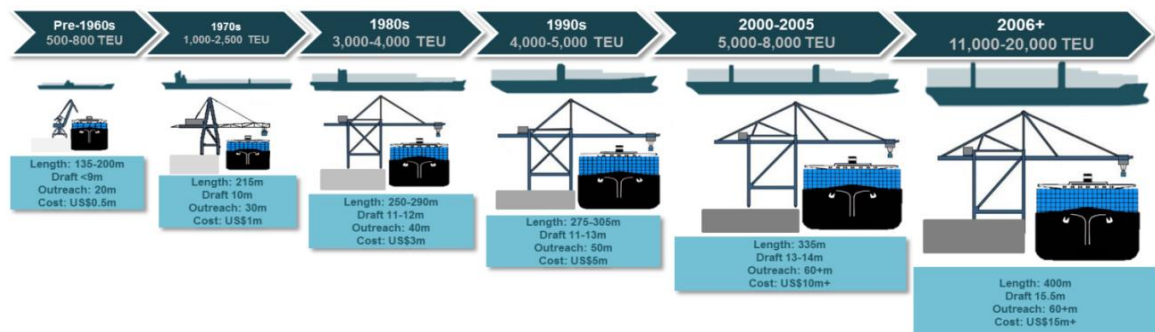 Pre-1960s
500-800 TEU
1970s
1,000-2,500 TEU
1980s
3,000-4,000 TEU
1990s
4,000-5,000 TEU
2000-2005
5,000-8,000 TEU
2006+
11,000-20,000 TEU
Length: 135-200m
Draft <9m
Outreach: 20m
Cost: US$0.5m
Length: 215m
Draft 10m
Outreach: 30m
Cost: US$1m
Length: 250-290m
Draft 11-12m
Outreach: 40m
Cost: US$3m
Length: 275-305m
Draft 11-13m
Outreach: 50m
Cost: US$5m
Length: 335m
Draft 13-14m
Outreach: 60+m
Cost: US$10m+
Length: 400m
Draft 15.5m
Outreach: 60+m
Cost: US$15m+